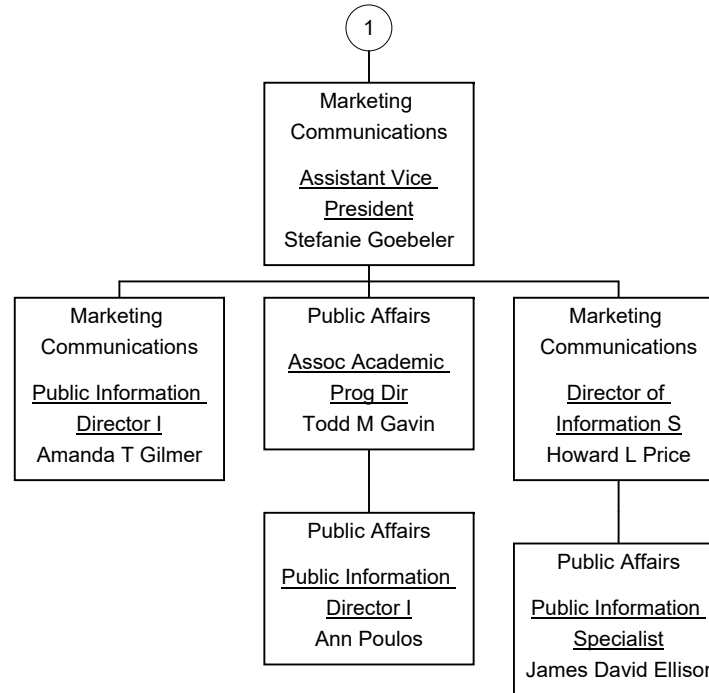 1
Marketing
Communications
Assistant Vice
President
Stefanie Goebeler
Marketing
Communications
Public Information
Director I
Amanda T Gilmer
Public Affairs
Assoc Academic
Prog Dir
Todd M Gavin
Marketing
Communications
Director of
Information S
Howard L Price
Public Affairs
Public Information
Director I
Ann Poulos
Public Affairs
Public Information
Specialist
James David Ellison